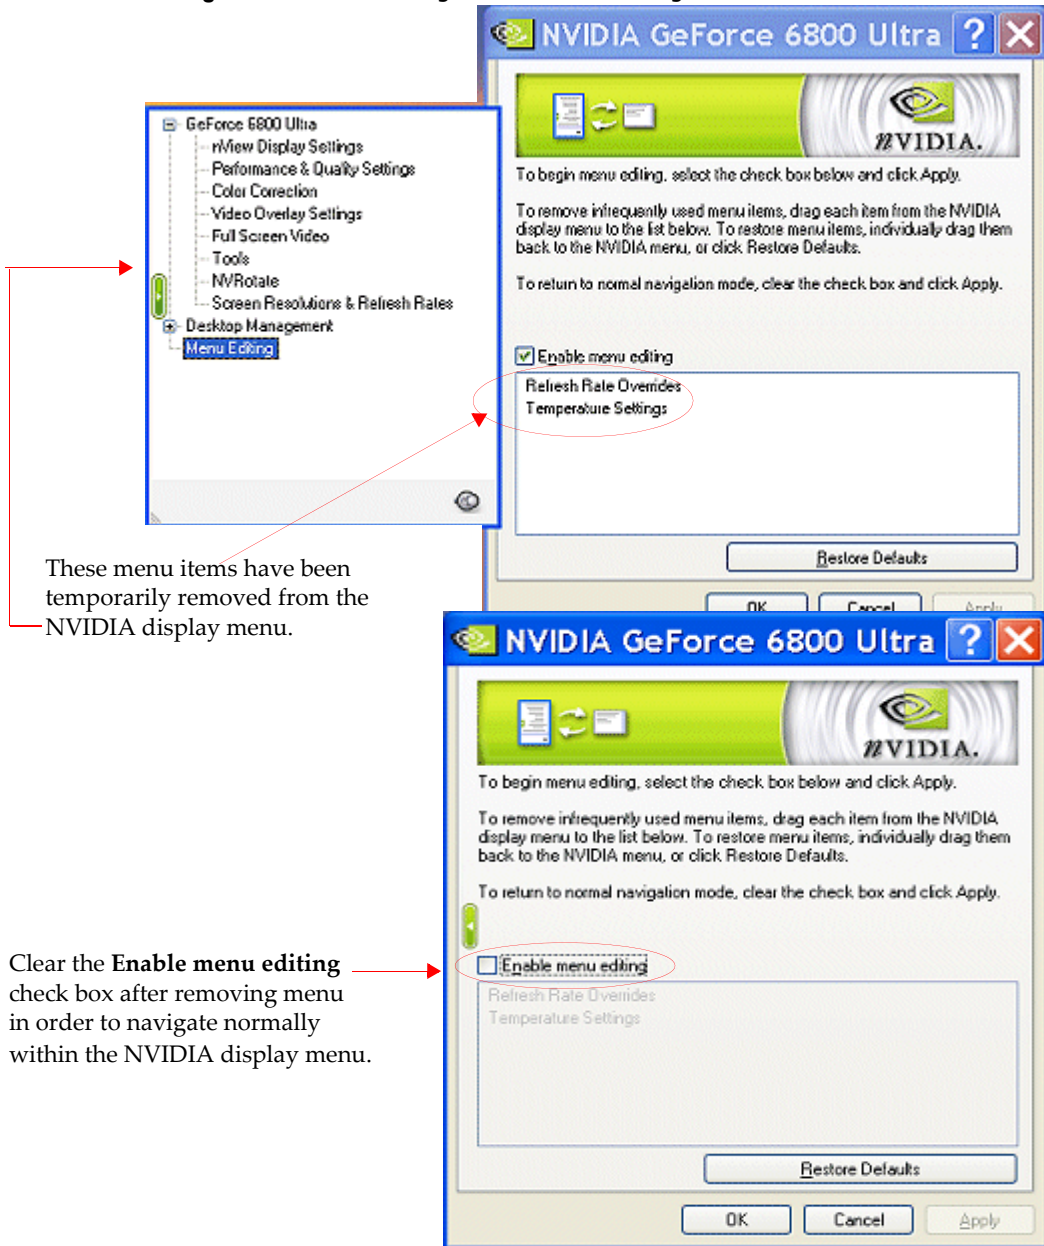 NVIDIA GeForce 6800 Ultra
NVIDIA.
GeForce 6800 Ultra
nView Display Settings
Performance & Quality Settings
Color Correction
Video Overlay Settings
Full Screen Video
Tools
NVRotate
Screen Resolutions & Refresh Rates
Desktop Management
Menu Editing
To begin menu editing, select the check box below and click Apply.
To remove infrequently used menu items, drag each item from the NVIDIA
display menu to the list below. To restore menu items, individually drag them
back to the NVIDIA menu, or click Restore Defaults.
To return to normal navigation mode, clear the check box and click Apply.
Enable menu editing
Refresh Rate Overrides
Temperature Settings
Restore Defaults
OK Cancel Apply
These menu items have been
temporarily removed from the
NVIDIA display menu.
NVIDIA GeForce 6800 Ultra
NVIDIA.
To begin menu editing, select the check box below and click Apply.
To remove infrequently used menu items, drag each item from the NVIDIA
display menu to the list below. To restore menu items, individually drag them
back to the NVIDIA menu, or click Restore Defaults.
To return to normal navigation mode, clear the check box and click Apply.
Clear the Enable menu editing
check box after removing menu
in order to navigate normally
within the NVIDIA display menu.
Enable menu editing
Refresh Rate Overrides
Temperature Settings
Restore Defaults
OK Cancel Apply